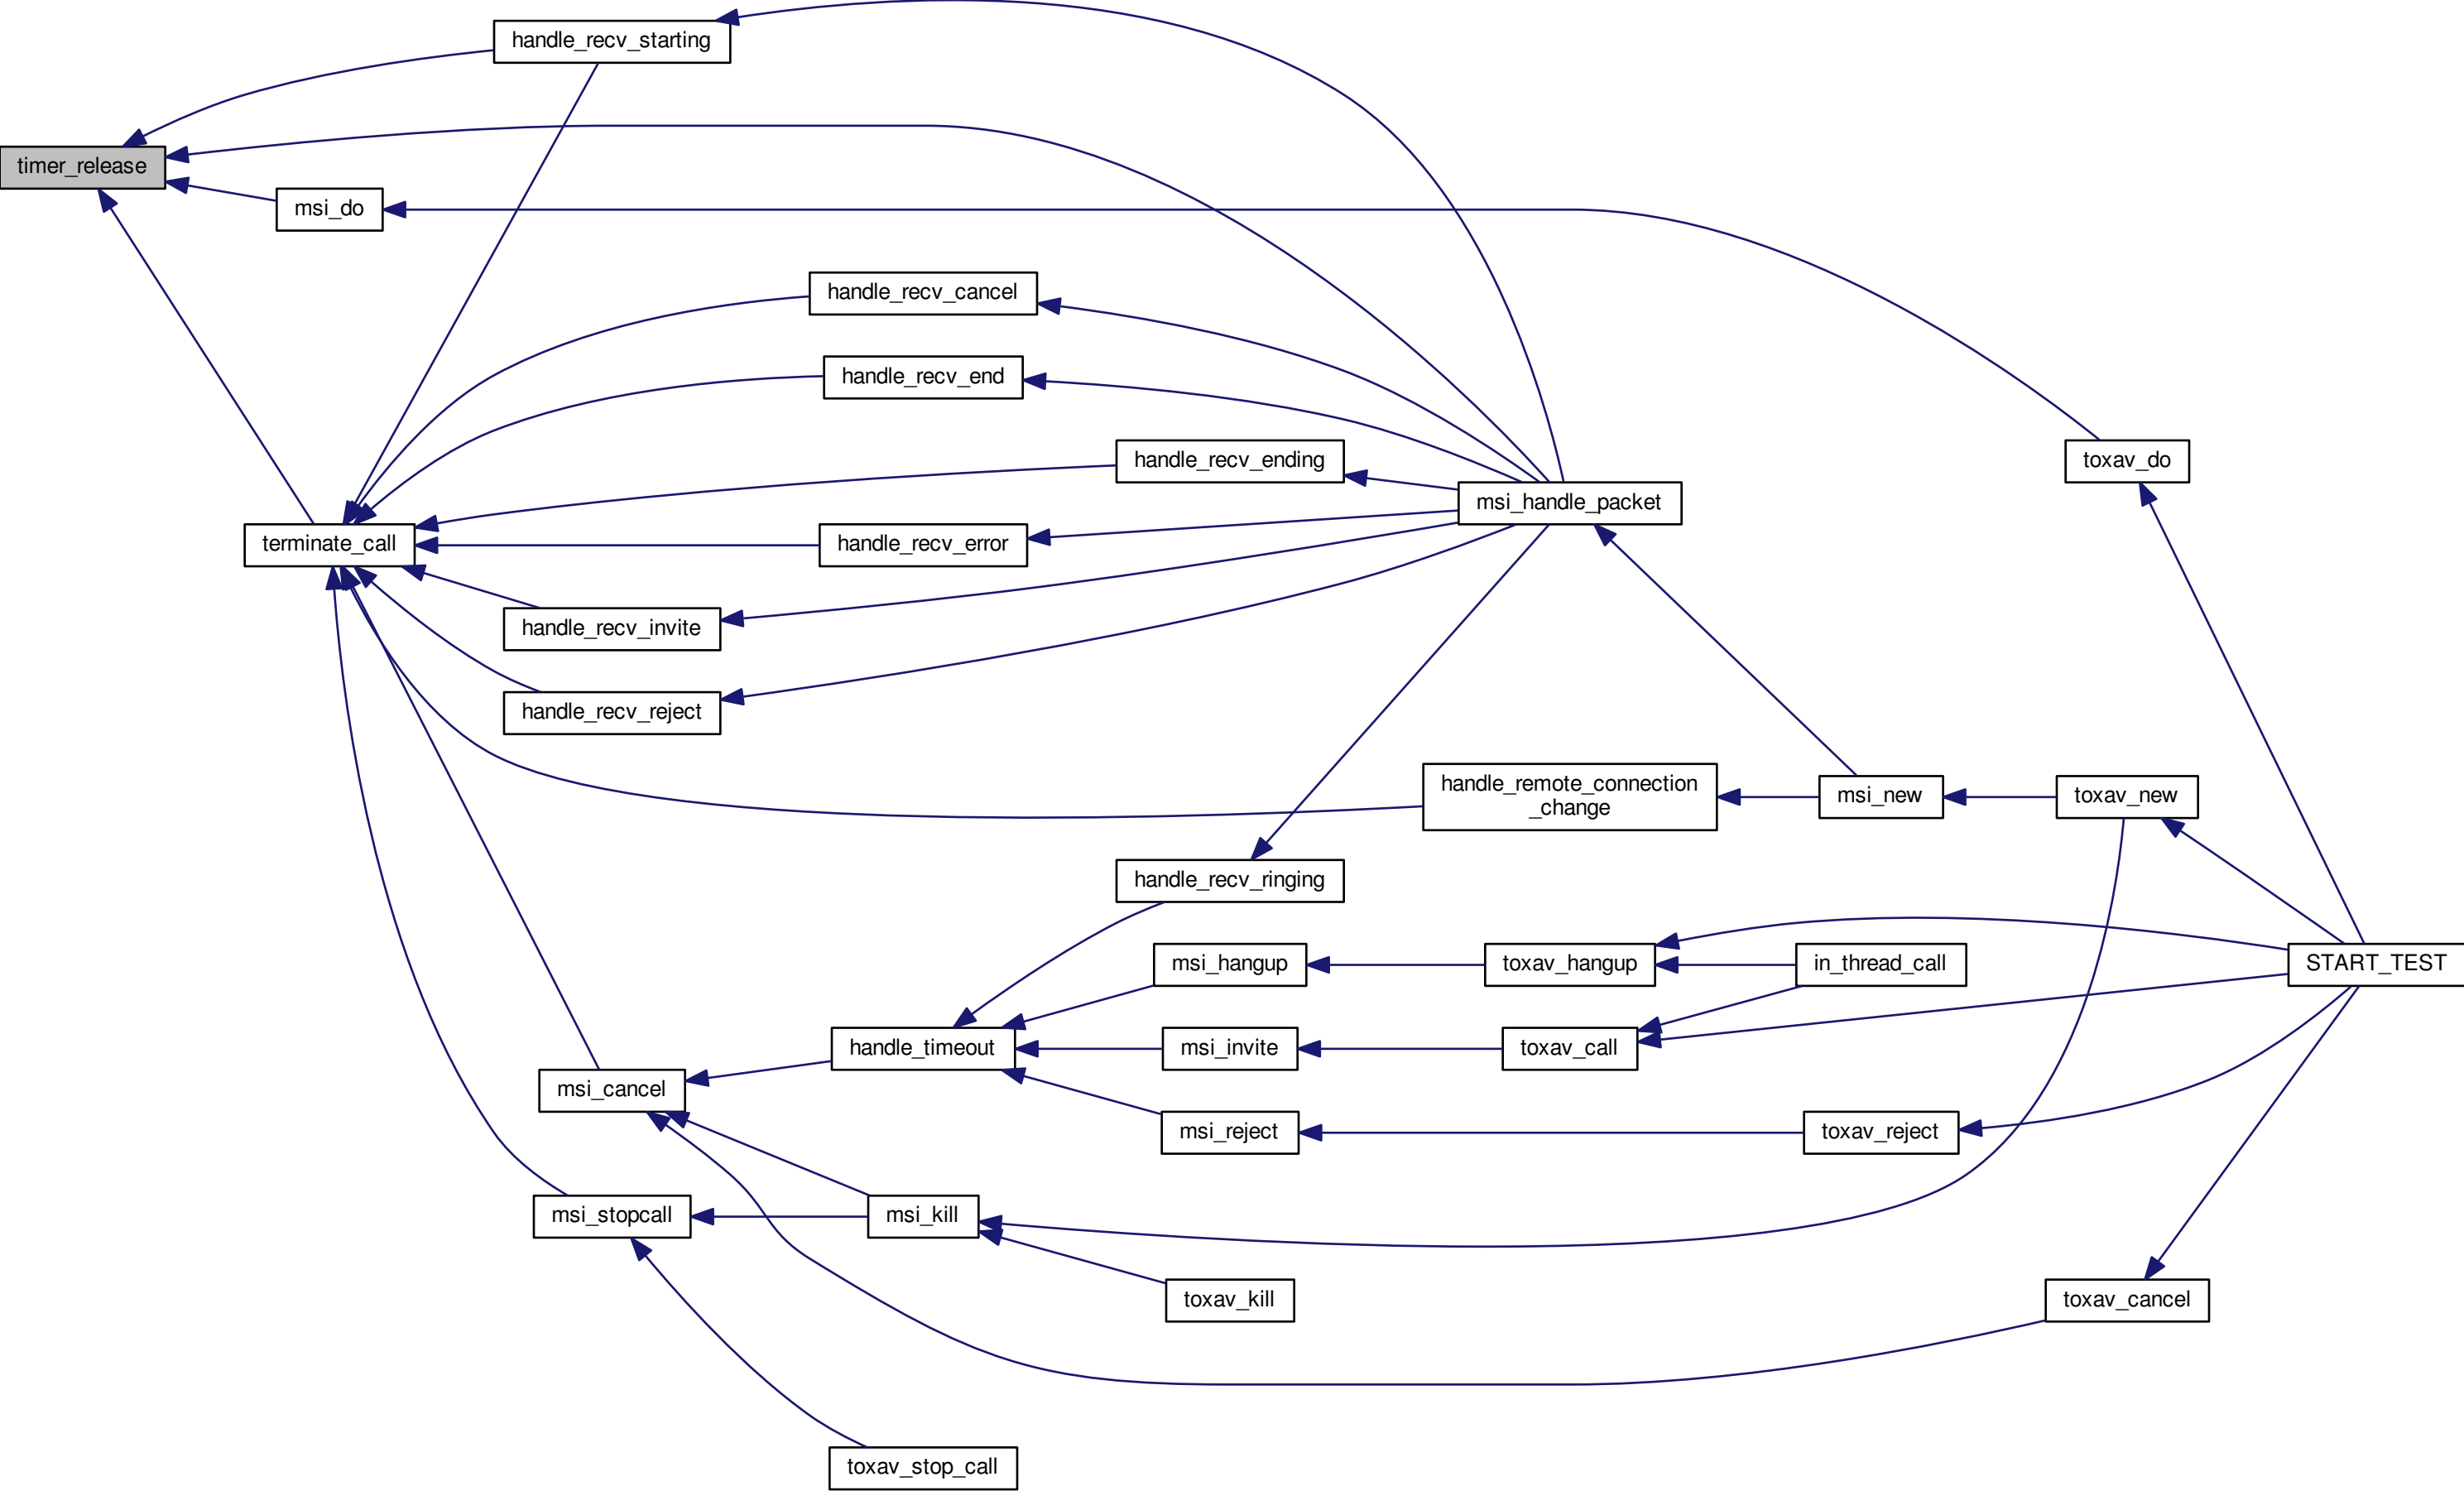 handle_recv_starting
timer_release
msi_do
handle_recv_cancel
handle_recv_end
handle_recv_ending
toxav_do
msi_handle_packet
terminate_call
handle_recv_error
handle_recv_invite
handle_recv_reject
handle_remote_connection
_change
msi_new
toxav_new
handle_recv_ringing
msi_hangup
toxav_hangup
in_thread_call
START_TEST
handle_timeout
msi_invite
toxav_call
msi_cancel
msi_reject
toxav_reject
msi_stopcall
msi_kill
toxav_kill
toxav_cancel
toxav_stop_call